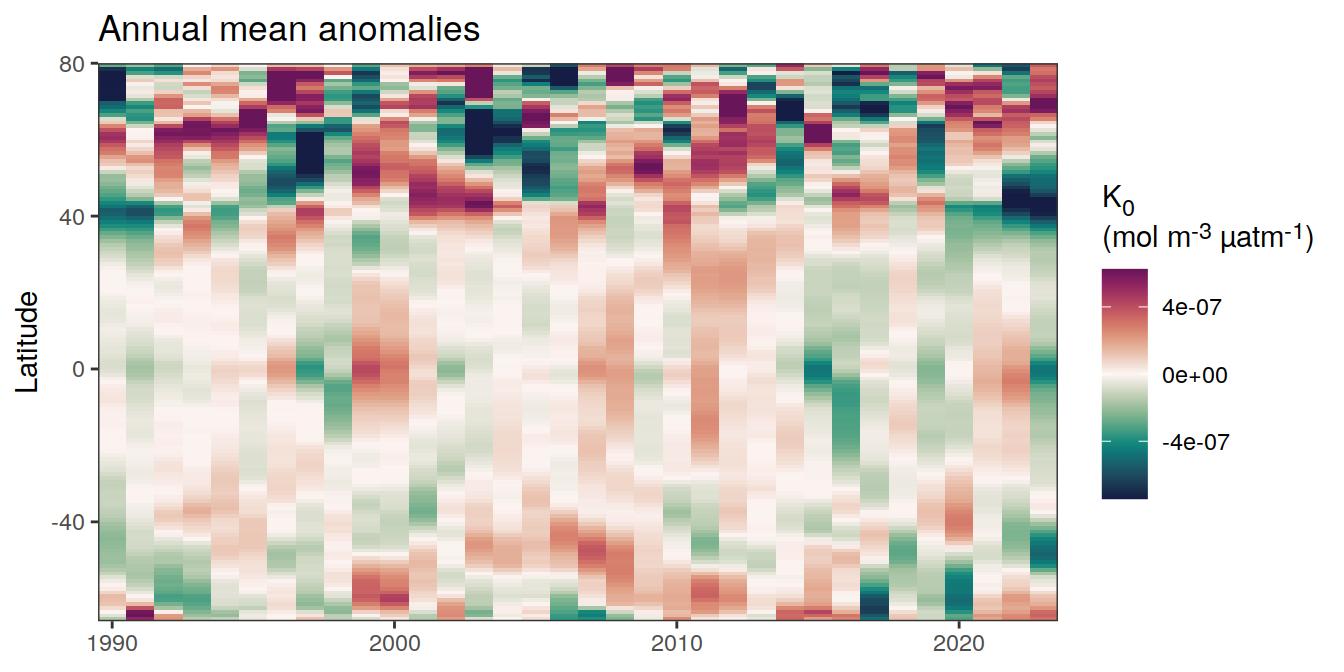 Annual mean anomalies
80
40
0
-40
Latitude
1990
2000
2010
2020
K0
(mol m-3 µatm-1)
4e-07
0e+00
-4e-07